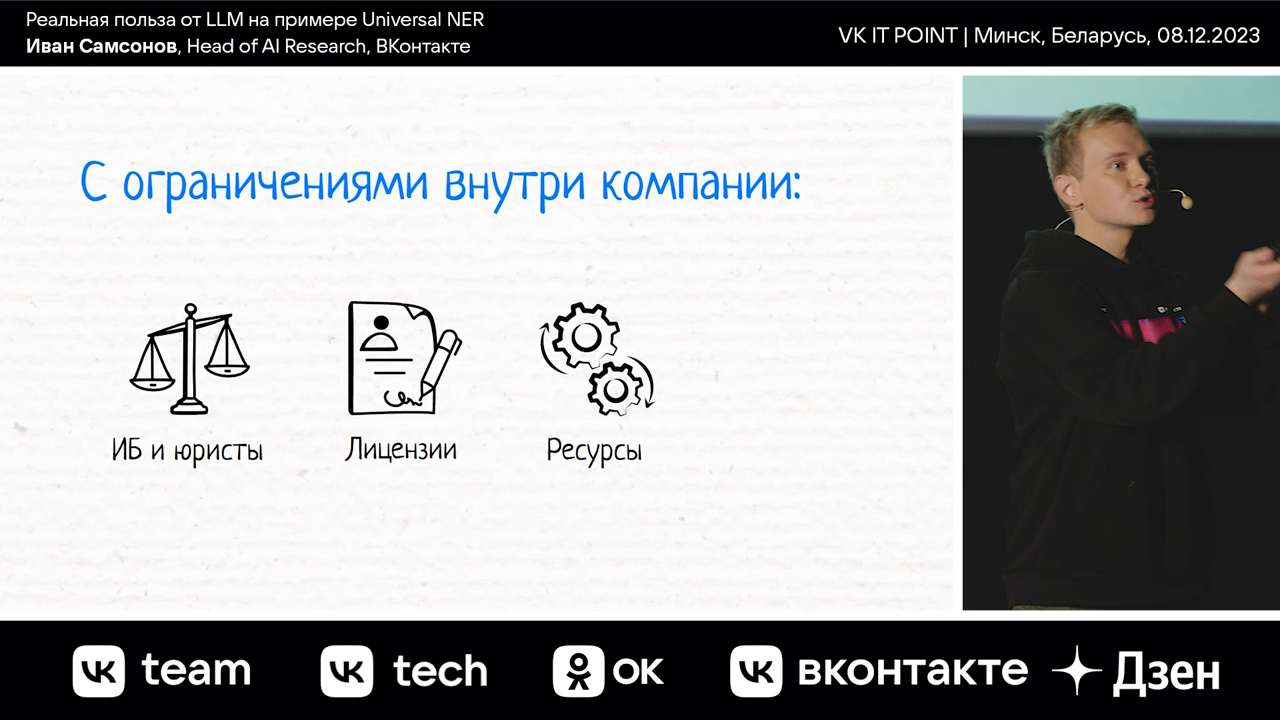 Реальная польза от LLM на примере Universal NER
Иван Самсонов, Head of AI Research, ВКонтакте
VK IT POINT | Минск, Беларусь, 08.12.2023
С ограничениями внутри компании:
ИБ и юристы
Лицензии
Ресурсы
team
tech
ок
вконтакте
Дзен